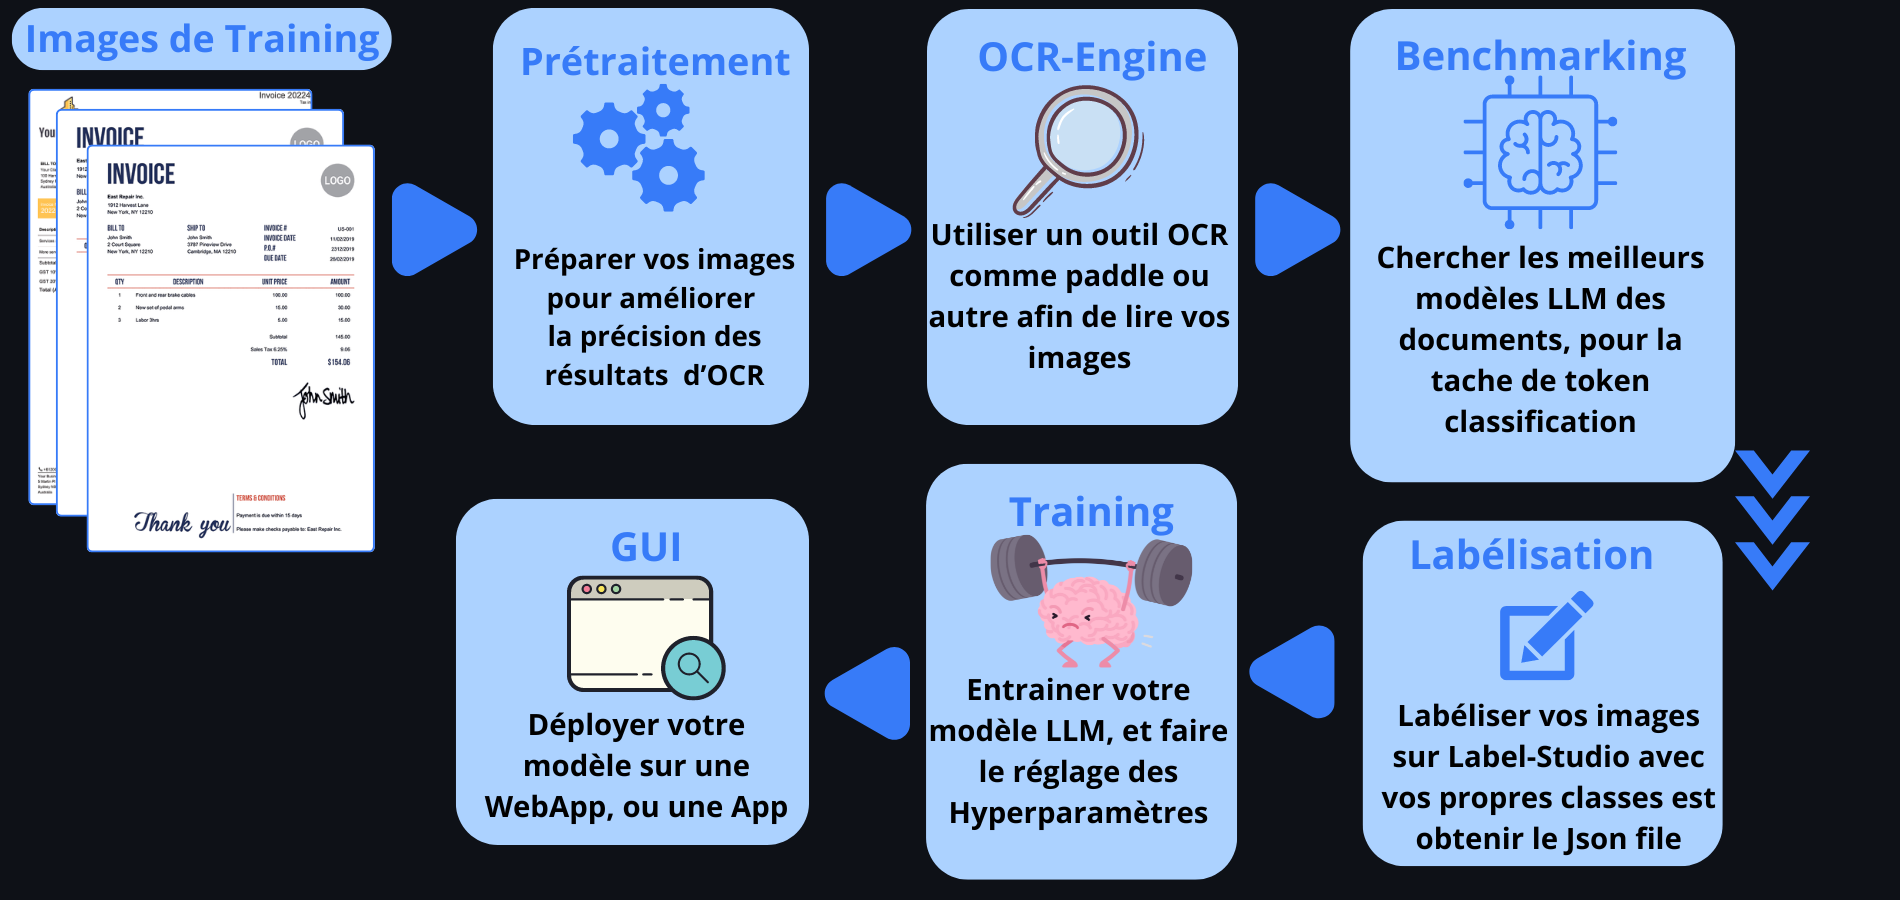 Images de Training
Invoice 20224
Tax in
You
INVOICE
LOGO
INVOICE
LOGO
East Repair Inc.
1912 Harvest Lane
New York, NY 12210
BILL TO
John Smith
2 Court Square
New York, NY 12210
SHIP TO
John Smith
3787 Pineview Drive
Cambridge, MA 12210
INVOICE # US-001
INVOICE DATE 11/02/2019
P.O.# 2312/2019
DUE DATE 26/02/2019
QTY DESCRIPTION UNIT PRICE AMOUNT
1 Front and rear brake cables 100.00 100.00
2 New set of pedal arms 15.00 30.00
3 Labor 3hrs 5.00 15.00
Subtotal 145.00
Sales Tax 6.25% 9.06
TOTAL $154.06
John Smith
Thank you
TERMS & CONDITIONS
Payment is due within 15 days
Please make checks payable to: East Repair Inc.
Prétraitement
Préparer vos images
pour améliorer
la précision des
résultats d’OCR
OCR-Engine
Utiliser un outil OCR
comme paddle ou
autre afin de lire vos
images
Benchmarking
Chercher les meilleurs
modèles LLM des
documents, pour la
tache de token
classification
Labélisation
Labéliser vos images
sur Label-Studio avec
vos propres classes est
obtenir le Json file
Training
Entrainer votre
modèle LLM, et faire
le réglage des
Hyperparamètres
GUI
Déployer votre
modèle sur une
WebApp, ou une App